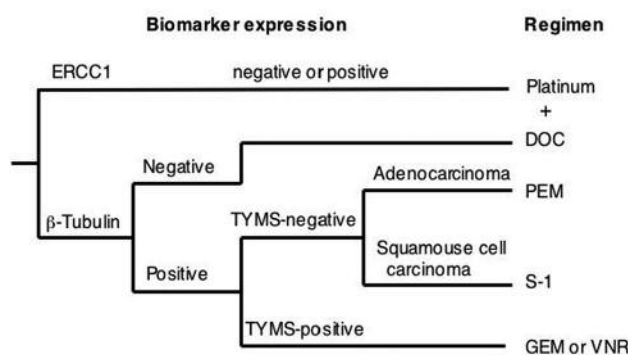 Biomarker expression Regimen
ERCC1 negative or positive Platinum
+
DOC
Negative
Adenocarcinoma PEM
β-Tubulin TYMS-negative
Squamouse cell
carcinoma
Positive S-1
TYMS-positive GEM or VNR